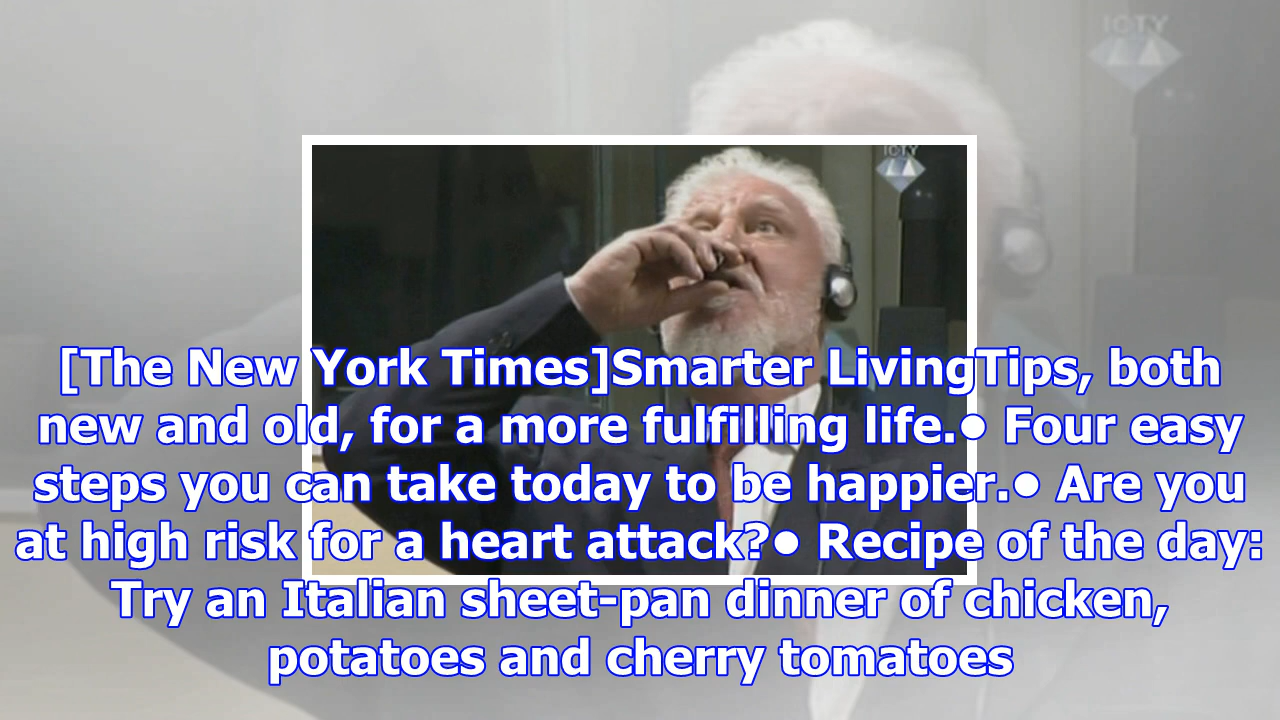 ICTY
ICTY
[The New York Times]Smarter LivingTips, both
new and old, for a more fulfilling life.● Four easy
steps you can take today to be happier.● Are you
at high risk for a heart attack?● Recipe of the day:
Try an Italian sheet-pan dinner of chicken,
potatoes and cherry tomatoes